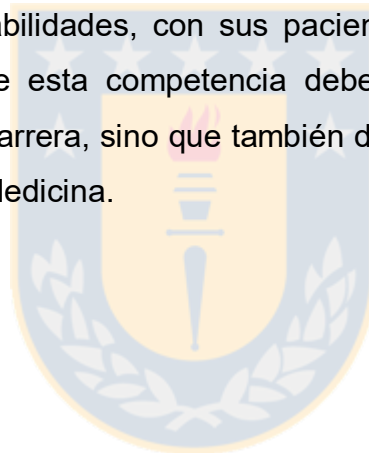 abilidades, con sus pacien
e esta competencia debe
arrera, sino que también d
edicina.